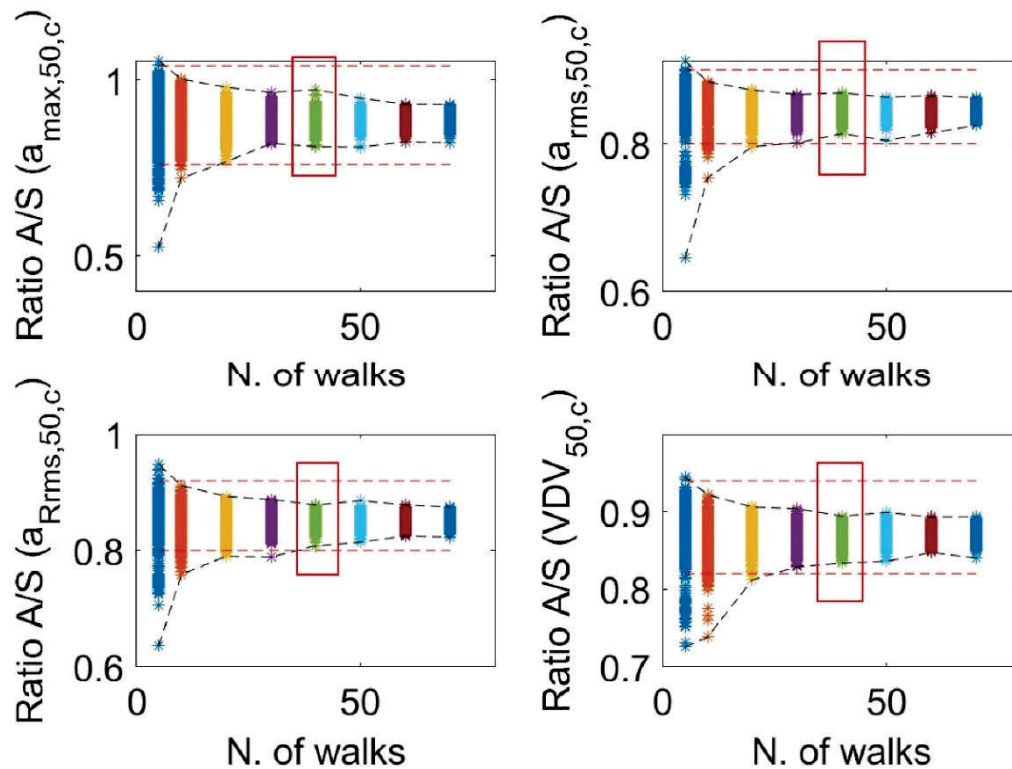 Ratio A/S (a_max,50,c)
1
0.5
0
50
N. of walks
Ratio A/S (a_rms,50,c)
0.8
0.6
0
50
N. of walks
Ratio A/S (a_Rrms,50,c)
1
0.8
0.6
0
50
N. of walks
Ratio A/S (VDV_50,c)
0.9
0.8
0.7
0
50
N. of walks